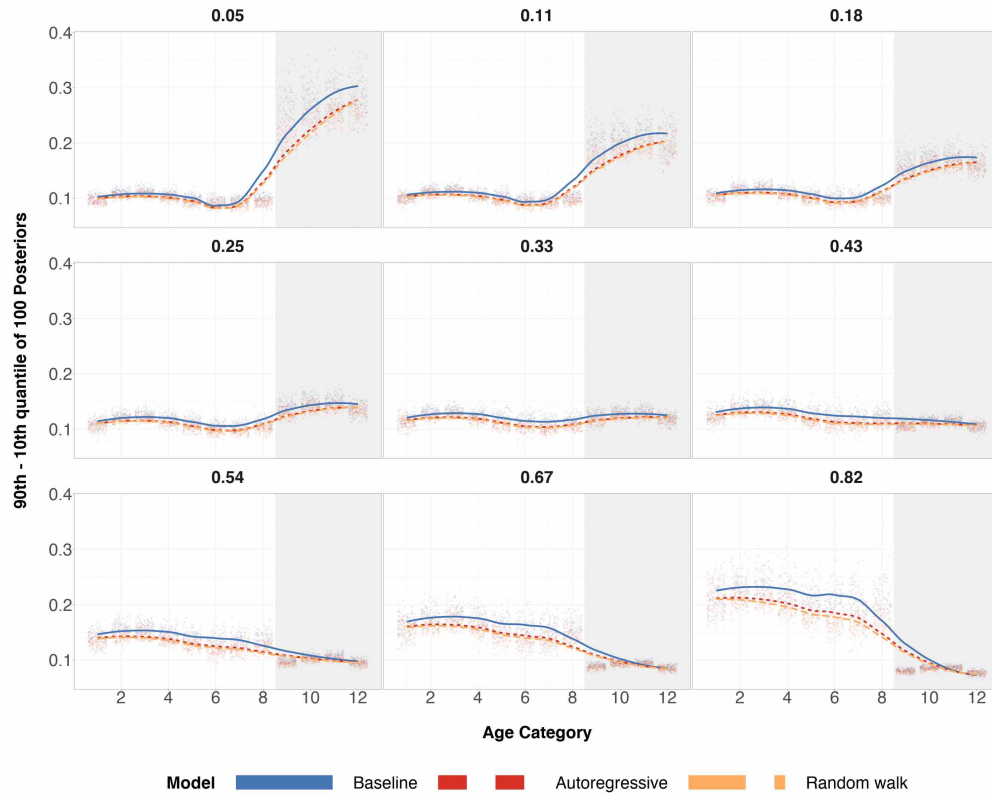 0.05 0.11 0.18
0.4
0.3
0.2
0.1
0.25 0.33 0.43
0.4
0.3
0.2
0.1
0.54 0.67 0.82
0.4
0.3
0.2
0.1
2 4 6 8 10 12 2 4 6 8 10 12 2 4 6 8 10 12
90th - 10th quantile of 100 Posteriors
Age Category
Model Baseline Autoregressive Random walk